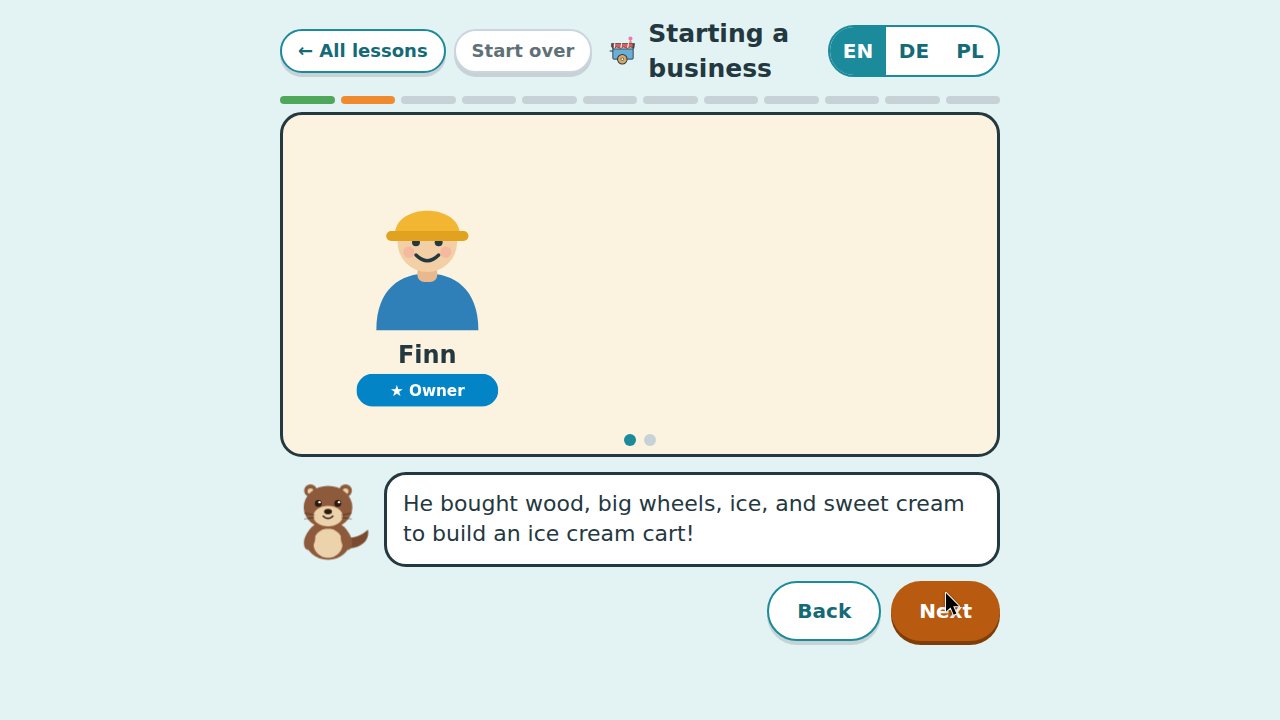 ← All lessons
Start over
Starting a
business
EN
DE
PL
Finn
★ Owner
He bought wood, big wheels, ice, and sweet cream
to build an ice cream cart!
Back
Next